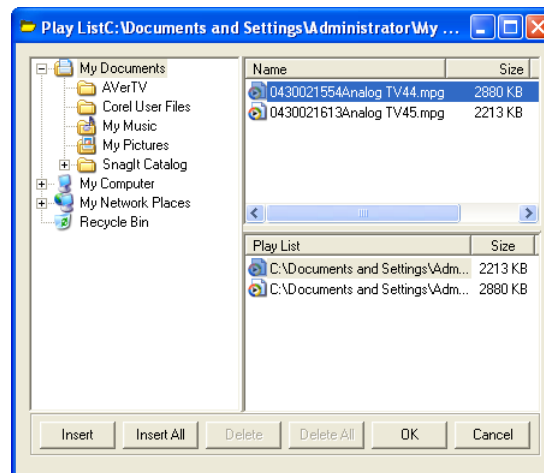 Play ListC:\Documents and Settings\Administrator\My ...
My Documents
AVerTV
Corel User Files
My Music
My Pictures
SnagIt Catalog
My Computer
My Network Places
Recycle Bin
Name Size
0430021554Analog TV44.mpg 2880 KB
0430021613Analog TV45.mpg 2213 KB
Play List Size
C:\Documents and Settings\Adm... 2213 KB
C:\Documents and Settings\Adm... 2880 KB
Insert Insert All Delete Delete All OK Cancel